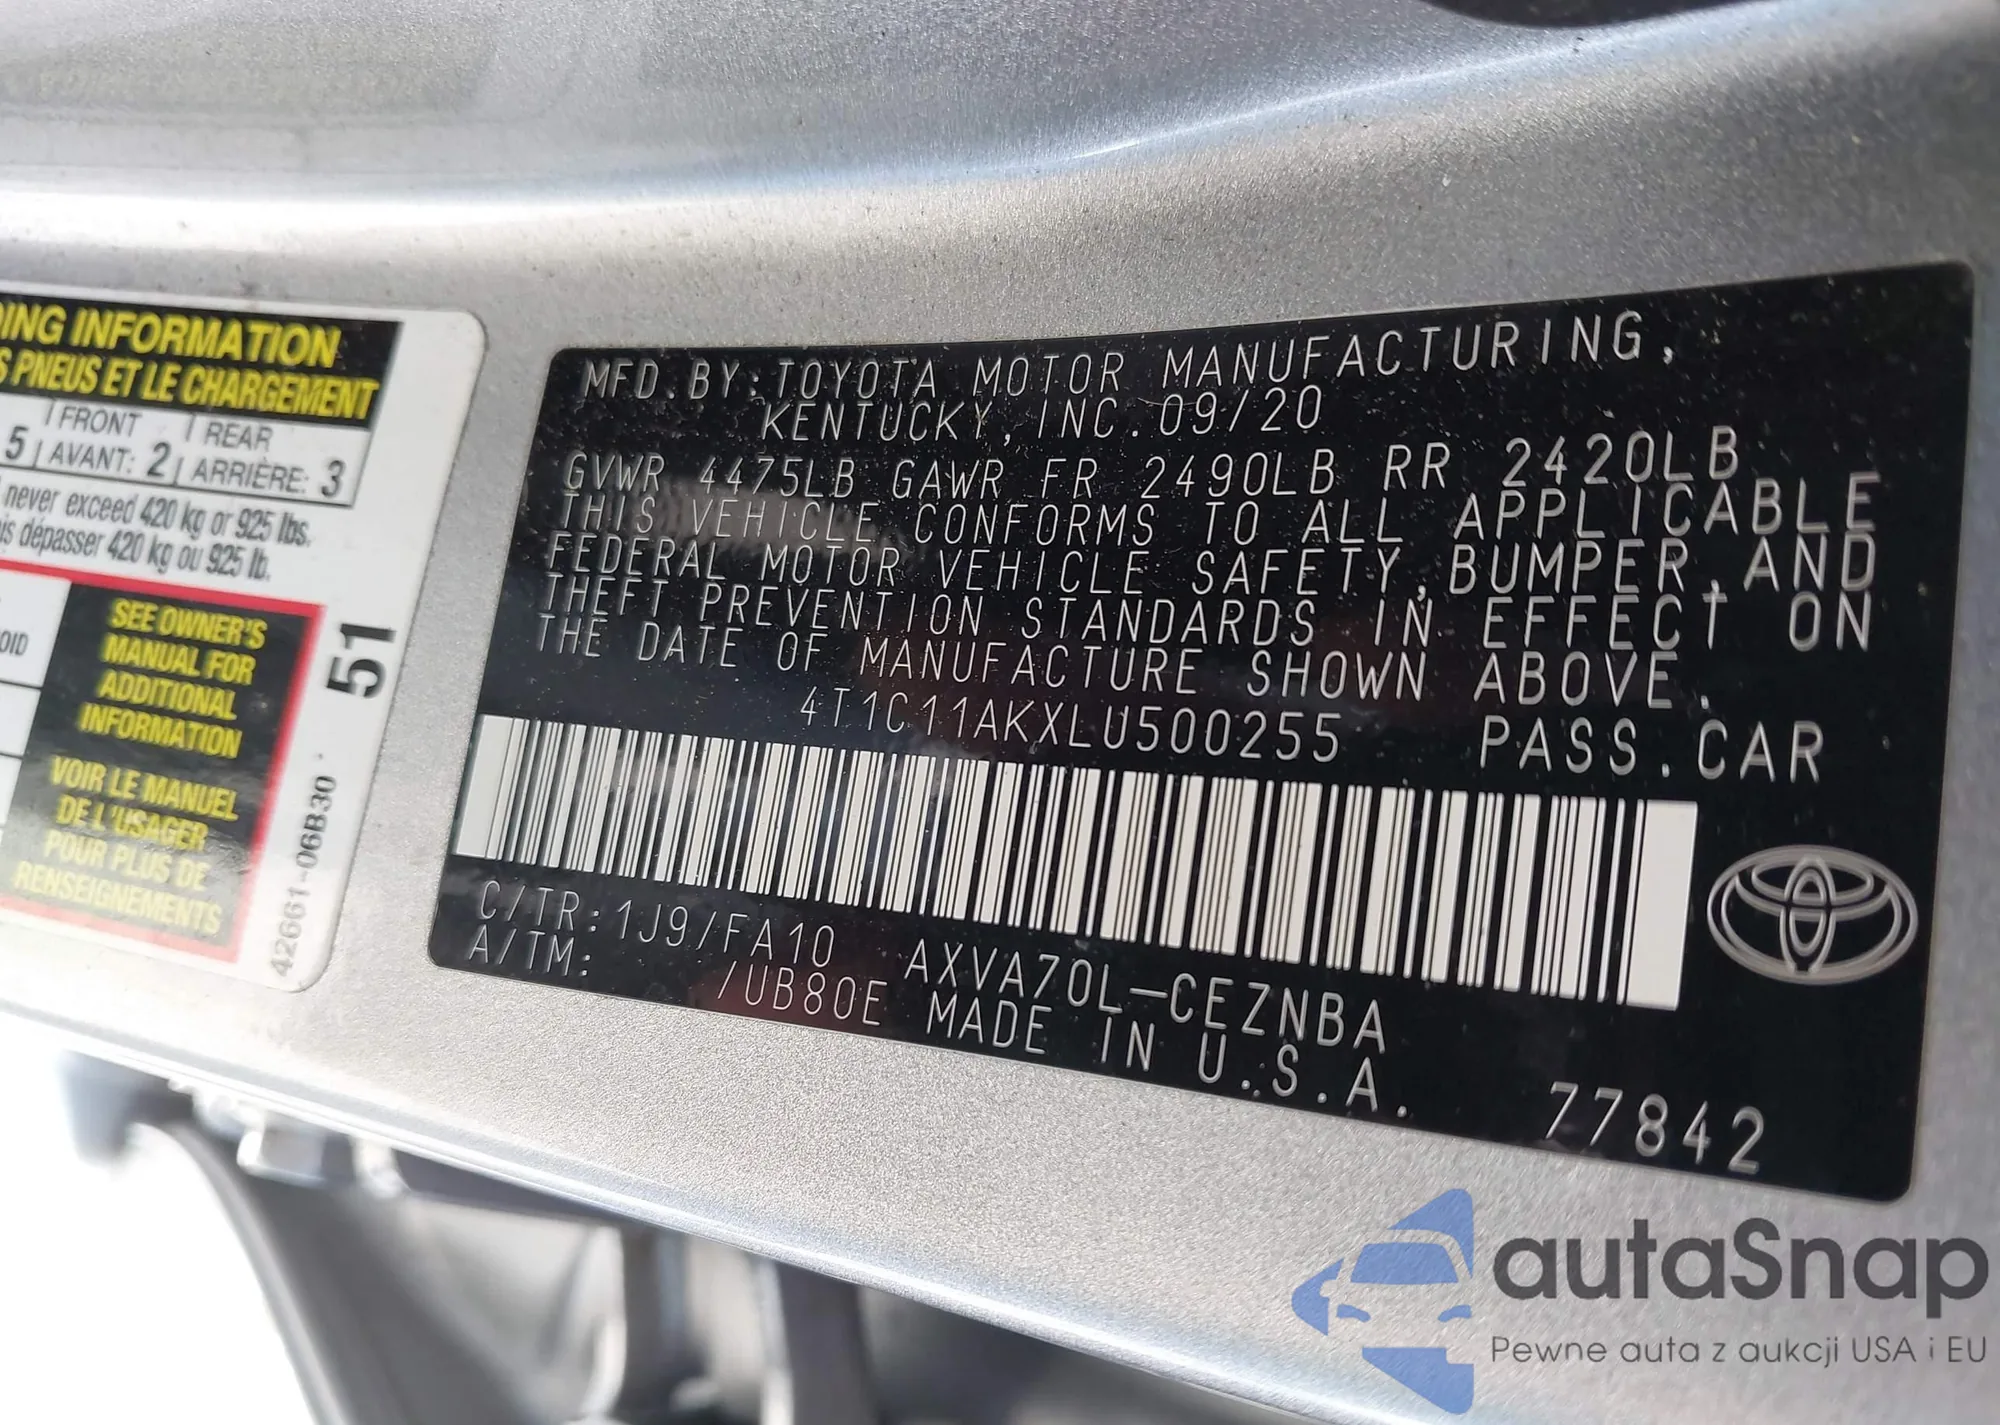 DING INFORMATION
S PNEUS ET LE CHARGEMENT
5 | FRONT AVANT: 2 | REAR ARRIÈRE: 3
never exceed 420 kg or 925 lbs.
dépasser 420 kg ou 925 lb.
SEE OWNER'S
MANUAL FOR
ADDITIONAL
INFORMATION
VOIR LE MANUEL
DE L'USAGER
POUR PLUS DE
RENSEIGNEMENTS
51
42661-06B30
MFD.BY:TOYOTA MOTOR MANUFACTURING,
KENTUCKY,INC.09/20
GVWR 4475LB GAWR FR 2490LB RR 2420LB
THIS VEHICLE CONFORMS TO ALL APPLICABLE
FEDERAL MOTOR VEHICLE SAFETY,BUMPER,AND
THEFT PREVENTION STANDARDS IN EFFECT ON
THE DATE OF MANUFACTURE SHOWN ABOVE.
4T1C11AKXLU500255 PASS.CAR
C/TR:1J9/FA10 AXVA70L-CEZNBA
A/TM: /UB80E MADE IN U.S.A.
77842
autaSnap
Pewne auta z aukcji USA i EU